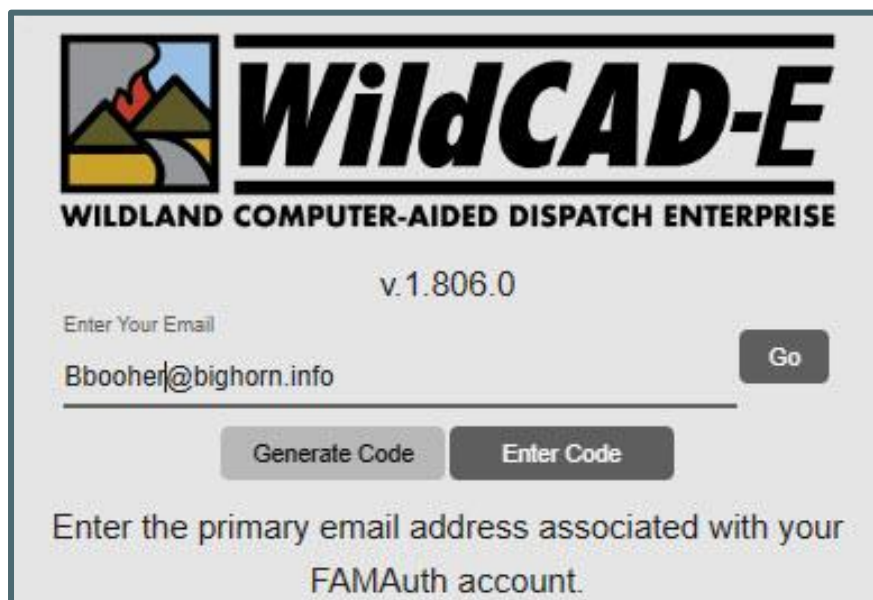 WildCAD-E
WILDLAND COMPUTER-AIDED DISPATCH ENTERPRISE
v.1.806.0
Enter Your Email
Bbooher@bighorn.info
Go
Generate Code
Enter Code
Enter the primary email address associated with your
FAMAuth account.